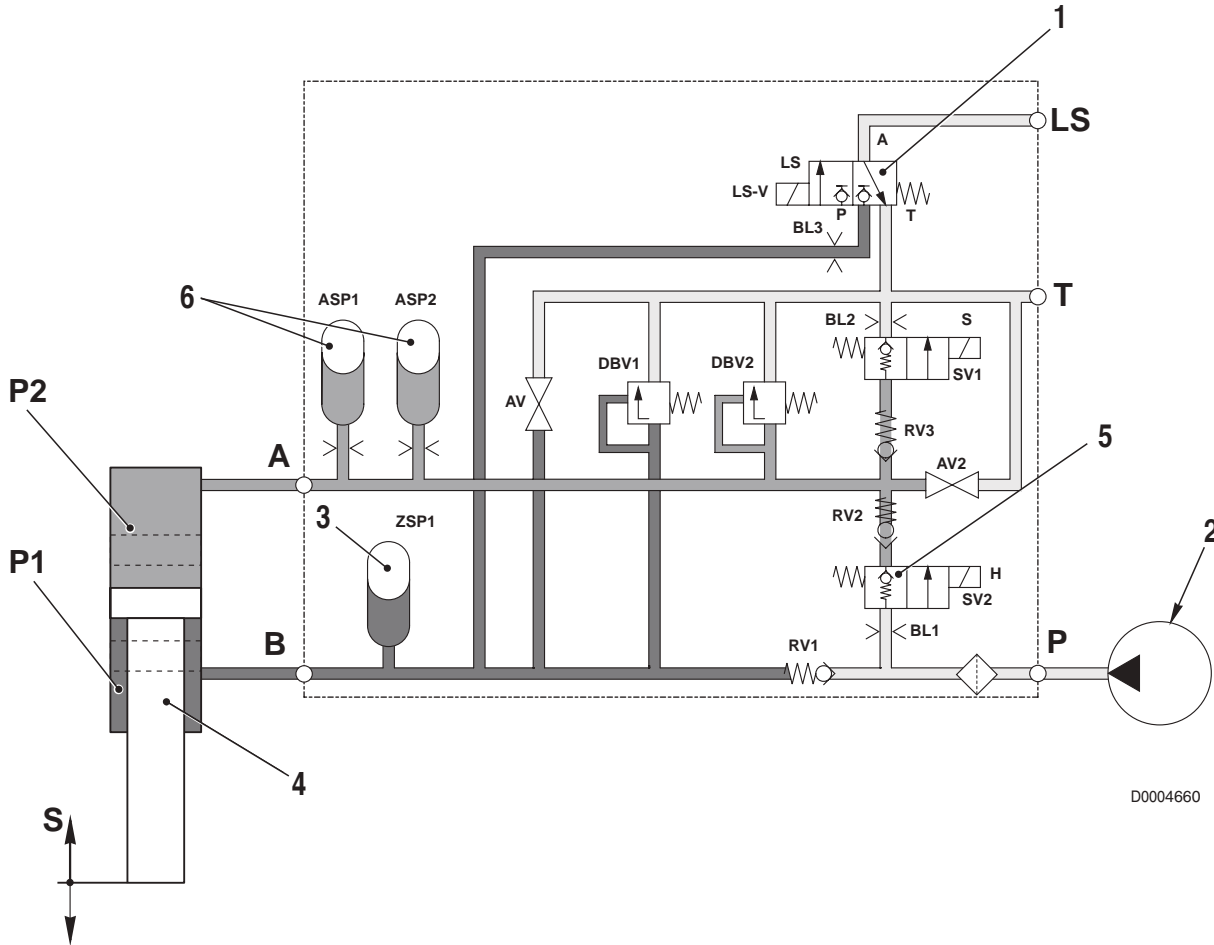 1
LS
A
LS
LS-V
P
T
BL3
6
ASP1
ASP2
T
BL2
S
SV1
P2
DBV1
DBV2
AV
RV3
5
A
AV2
3
ZSP1
RV2
2
P1
H
SV2
B
RV1
BL1
P
4
D0004660
S